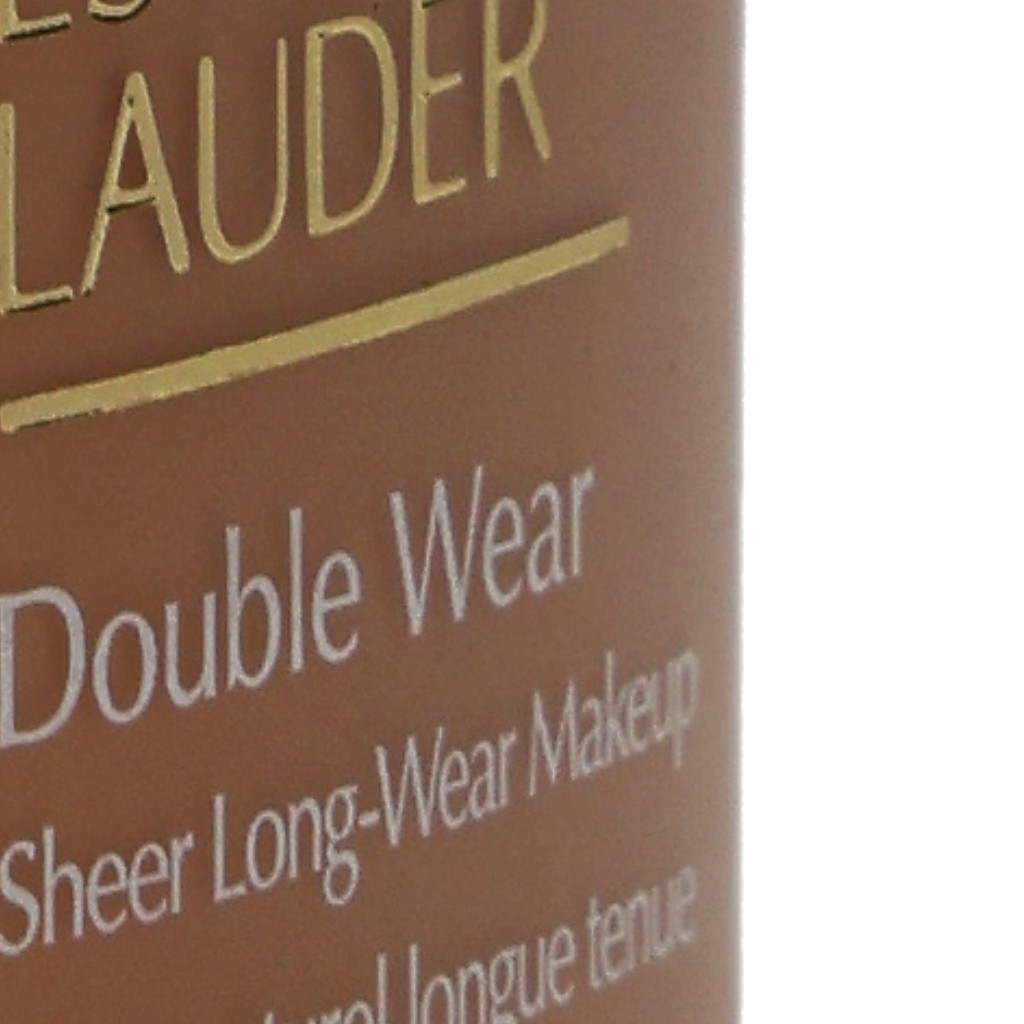 LAUDER
Double Wear
Sheer Long-Wear Makeup
longue tenue